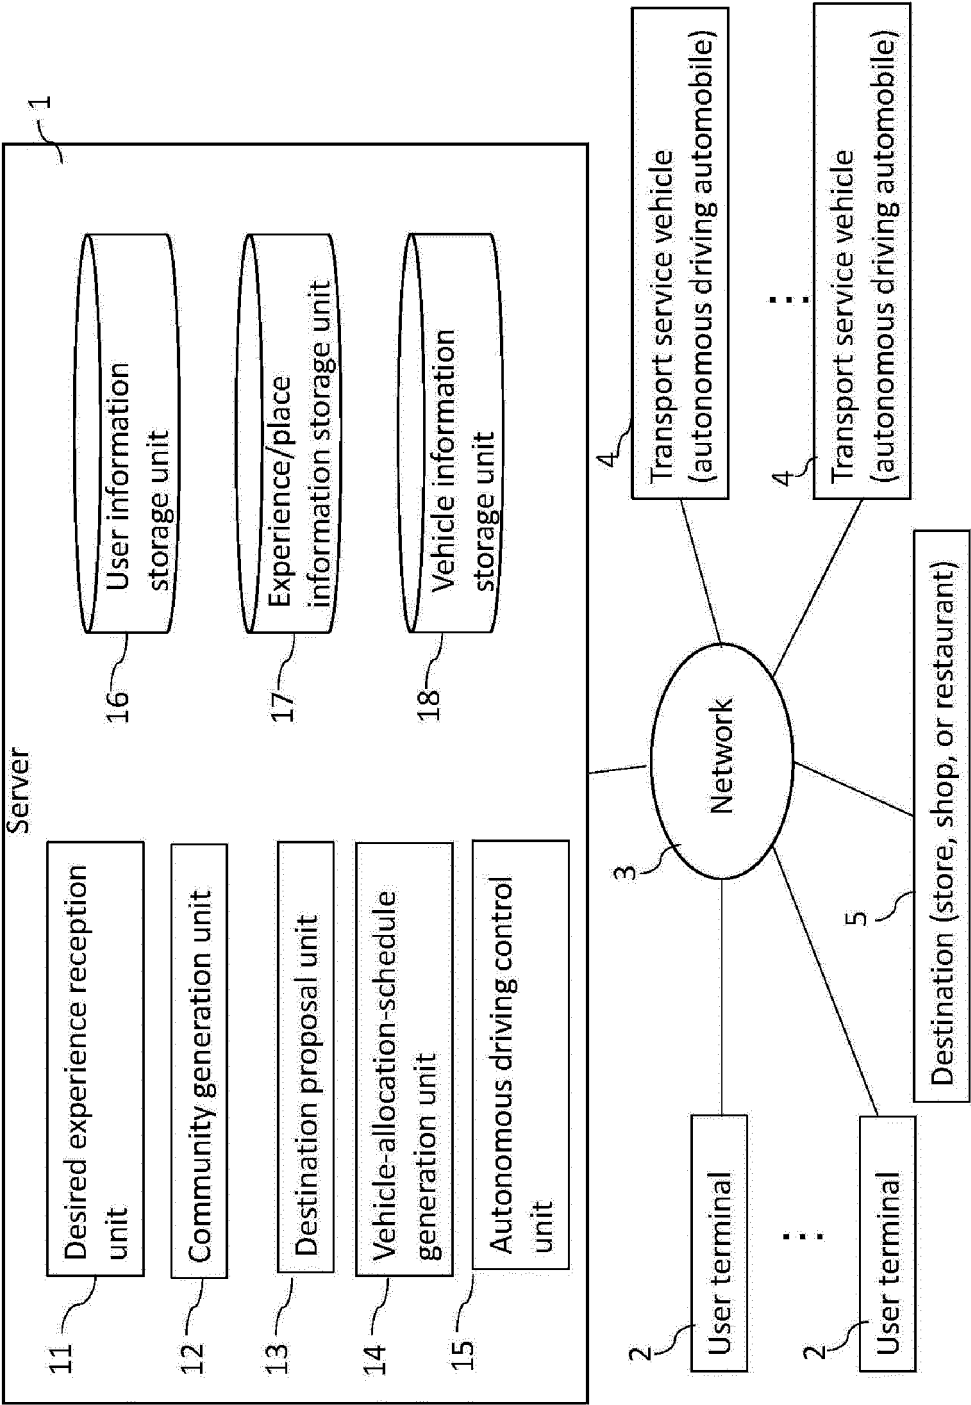 Server
1
11
Desired experience reception
unit
12
Community generation unit
13
Destination proposal unit
14
Vehicle-allocation-schedule
generation unit
15
Autonomous driving control
unit
16
User information
storage unit
17
Experience/place
information storage unit
18
Vehicle information
storage unit
3
Network
2
User terminal
2
User terminal
5
Destination (store, shop, or restaurant)
4
Transport service vehicle
(autonomous driving automobile)
4
Transport service vehicle
(autonomous driving automobile)